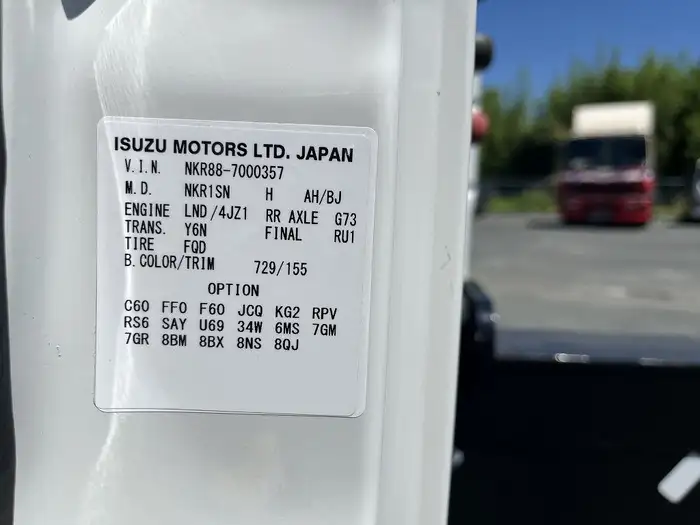 ISUZU MOTORS LTD. JAPAN
V.I.N. NKR88-7000357
M.D. NKR1SN H AH/BJ
ENGINE LND/4JZ1 RR AXLE G73
TRANS. Y6N FINAL RU1
TIRE FQD
B.COLOR/TRIM 729/155
OPTION
C60 FF0 F60 JCQ KG2 RPV
RS6 SAY U69 34W 6MS 7GM
7GR 8BM 8BX 8NS 8QJ